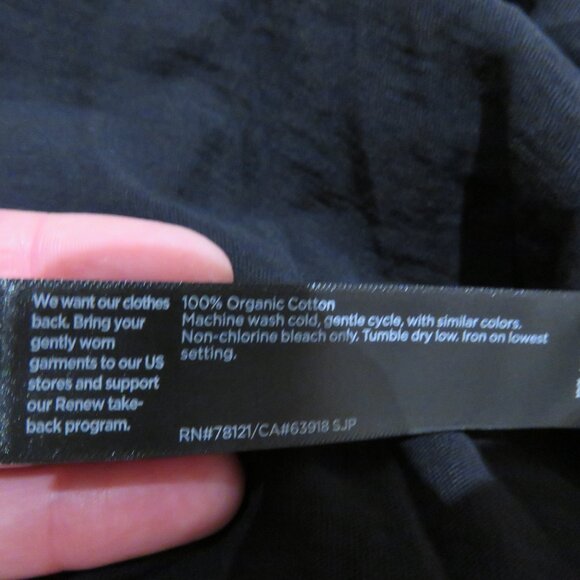 We want our clothes
back. Bring your
gently worn
garments to our US
stores and support
our Renew take-
back program.
100% Organic Cotton
Machine wash cold, gentle cycle, with similar colors.
Non-chlorine bleach only. Tumble dry low. Iron on lowest
setting.
RN#78121/CA#63918 SJP